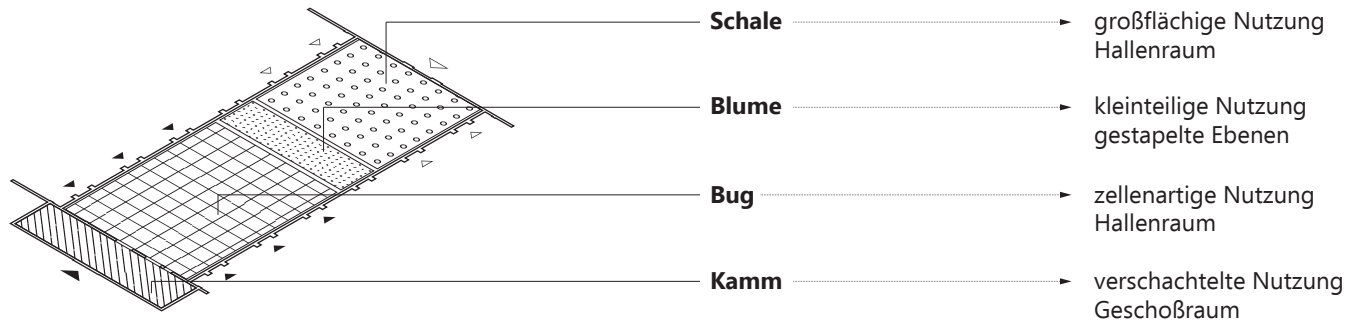 Schale
großflächige Nutzung
Hallenraum
Blume
kleinteilige Nutzung
gestapelte Ebenen
Bug
zellenartige Nutzung
Hallenraum
Kamm
verschachtelte Nutzung
Geschoßraum